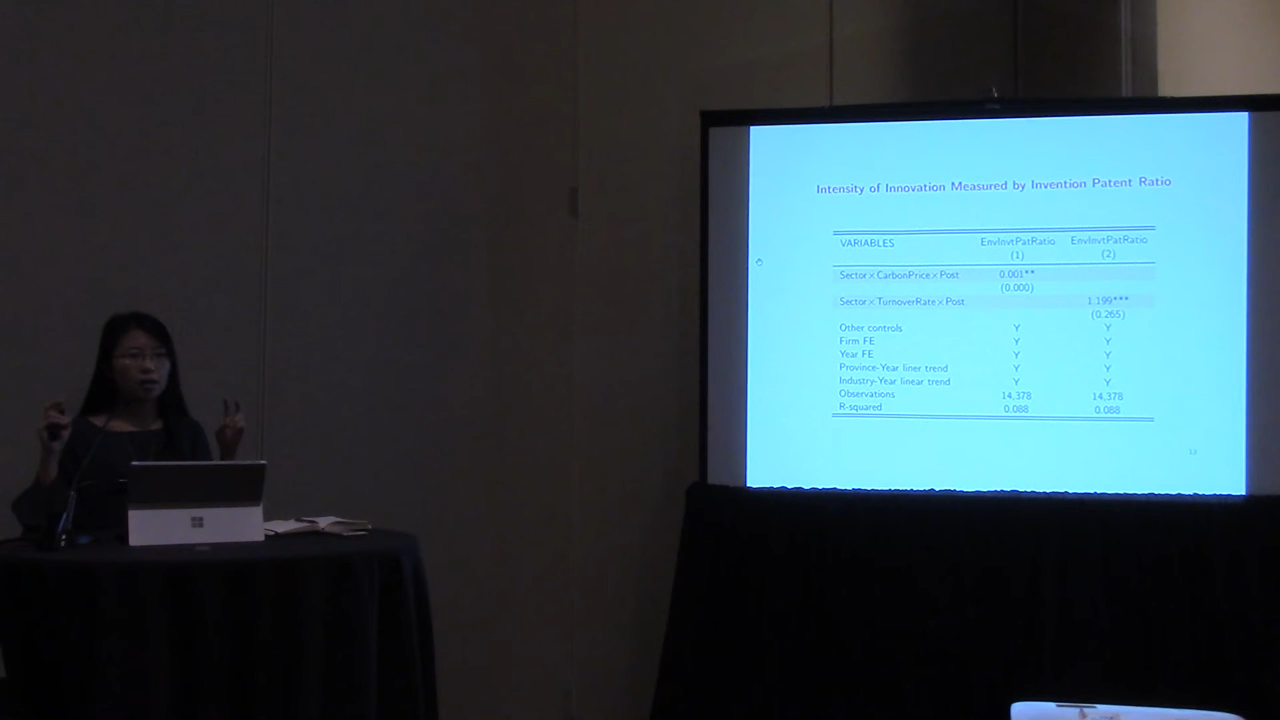 Intensity of Innovation Measured by Invention Patent Ratio
VARIABLES EnvInvtPatRatio EnvInvtPatRatio
(1) (2)
Sector×CarbonPrice×Post 0.001**
(0.000)
Sector×TurnoverRate×Post 1.199***
(0.265)
Other controls Y Y
Firm FE Y Y
Year FE Y Y
Province-Year liner trend Y Y
Industry-Year linear trend Y Y
Observations 14,378 14,378
R-squared 0.088 0.088
13